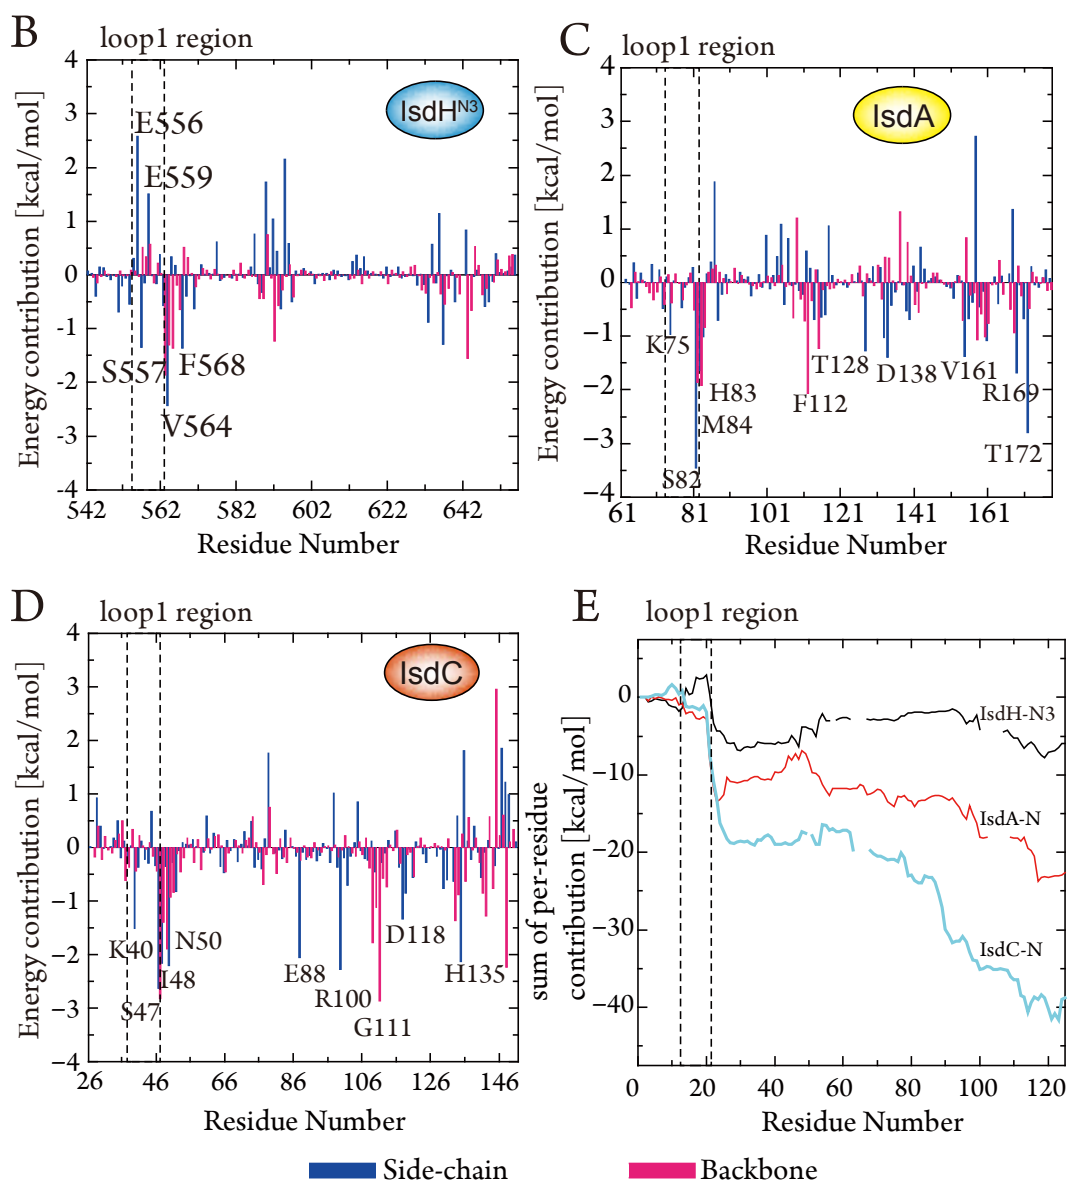 B
loop1 region
IsdH^N3
Energy contribution [kcal/mol]
4
3
2
1
0
−1
−2
−3
-4
E556
E559
S557
F568
V564
542
562
582
602
622
642
Residue Number
C
loop1 region
IsdA
Energy contribution [kcal/mol]
4
3
2
1
0
−1
−2
−3
−4
K75
H83
M84
S82
F112
T128
D138
V161
R169
T172
61
81
101
121
141
161
Residue Number
D
loop1 region
IsdC
Energy contribution [kcal/mol]
4
3
2
1
0
−1
−2
−3
−4
K40
N50
I48
S47
E88
R100
G111
D118
H135
26
46
66
86
106
126
146
Residue Number
E
loop1 region
sum of per-residue
contribution [kcal/mol]
0
−10
−20
−30
−40
IsdH-N3
IsdA-N
IsdC-N
0
20
40
60
80
100
120
Residue Number
Side-chain
Backbone